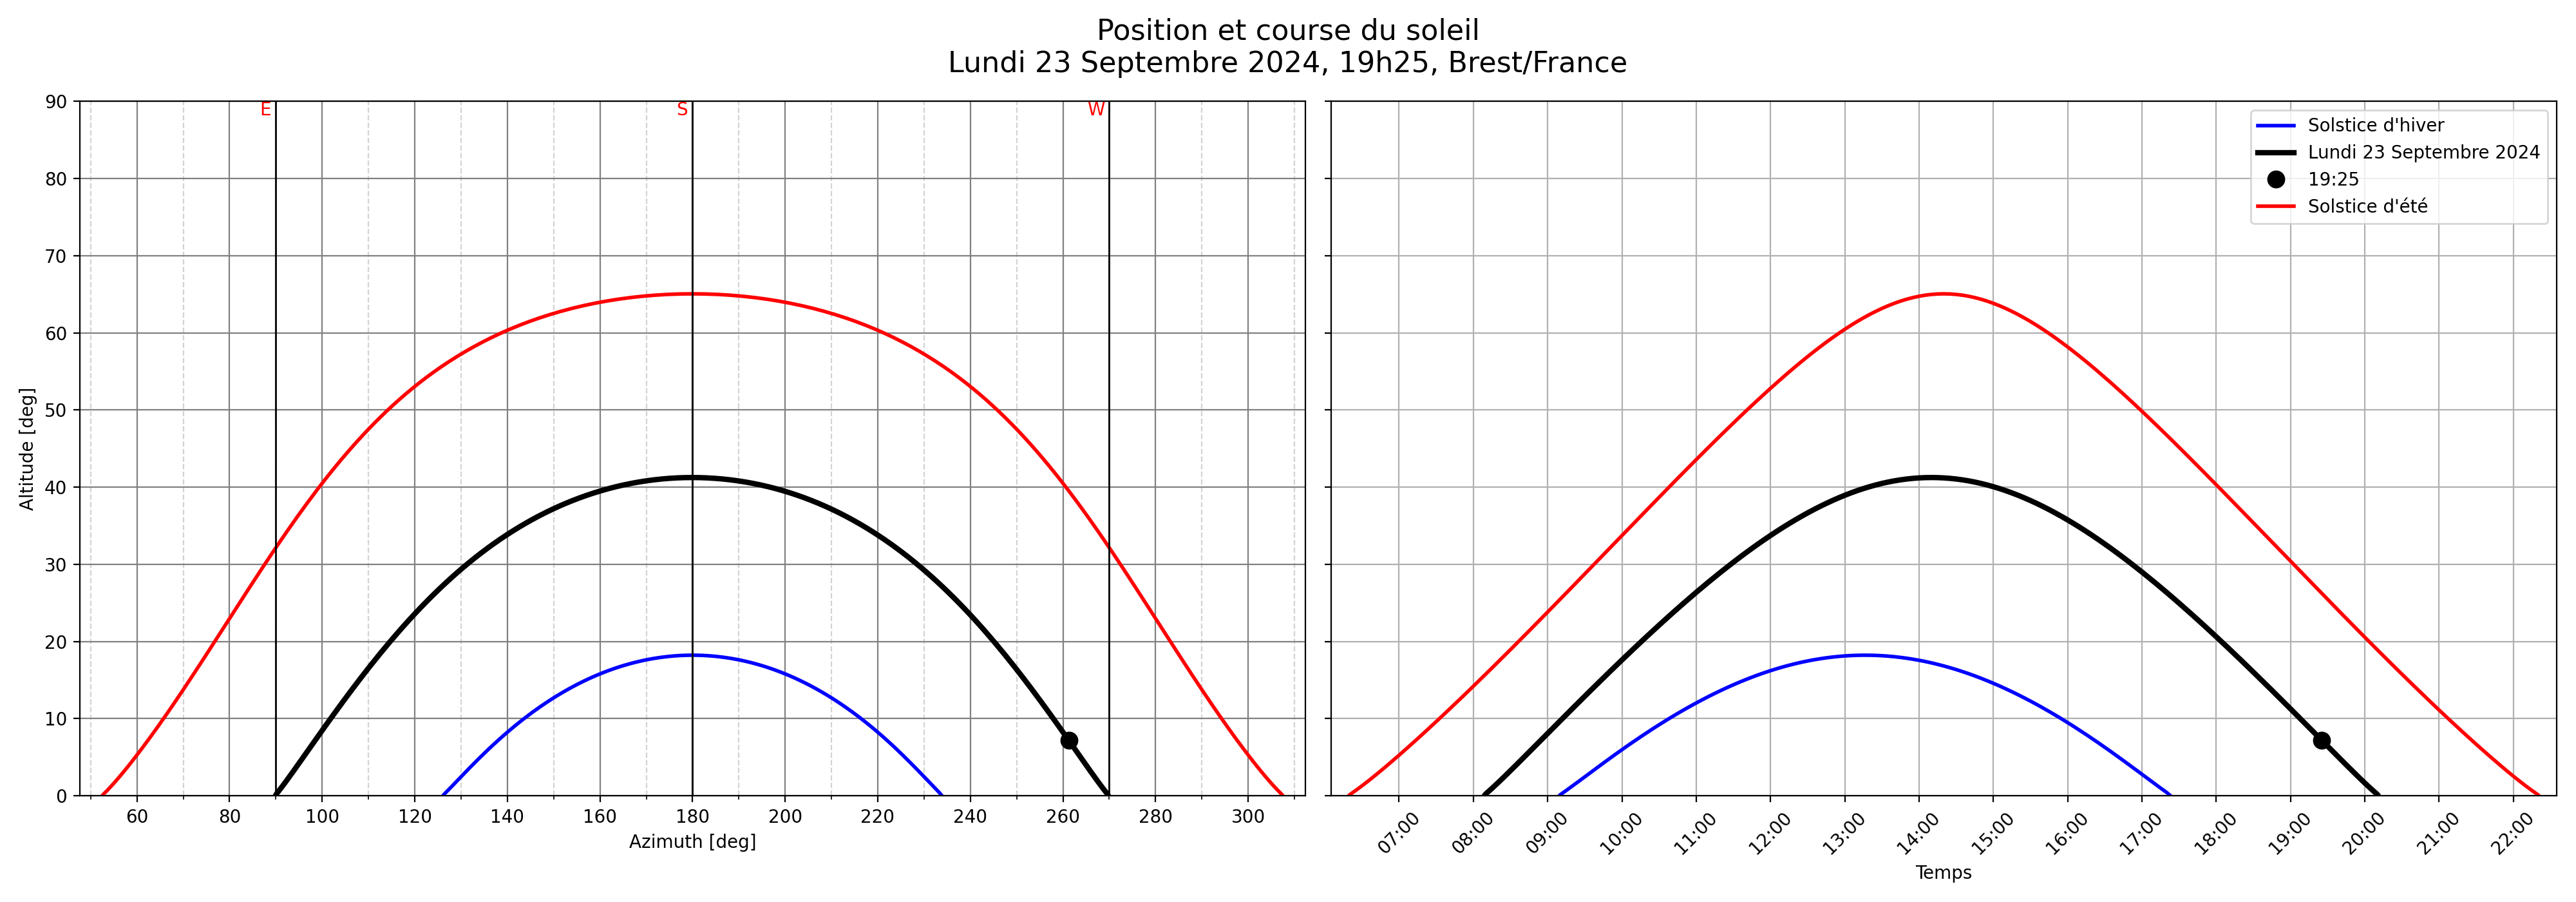 Position et course du soleil
Lundi 23 Septembre 2024, 19h25, Brest/France
E
S
W
90
80
70
60
50
40
30
20
10
0
Altitude [deg]
60 80 100 120 140 160 180 200 220 240 260 280 300
Azimuth [deg]
Solstice d'hiver
Lundi 23 Septembre 2024
19:25
Solstice d'été
07:00 08:00 09:00 10:00 11:00 12:00 13:00 14:00 15:00 16:00 17:00 18:00 19:00 20:00 21:00 22:00
Temps